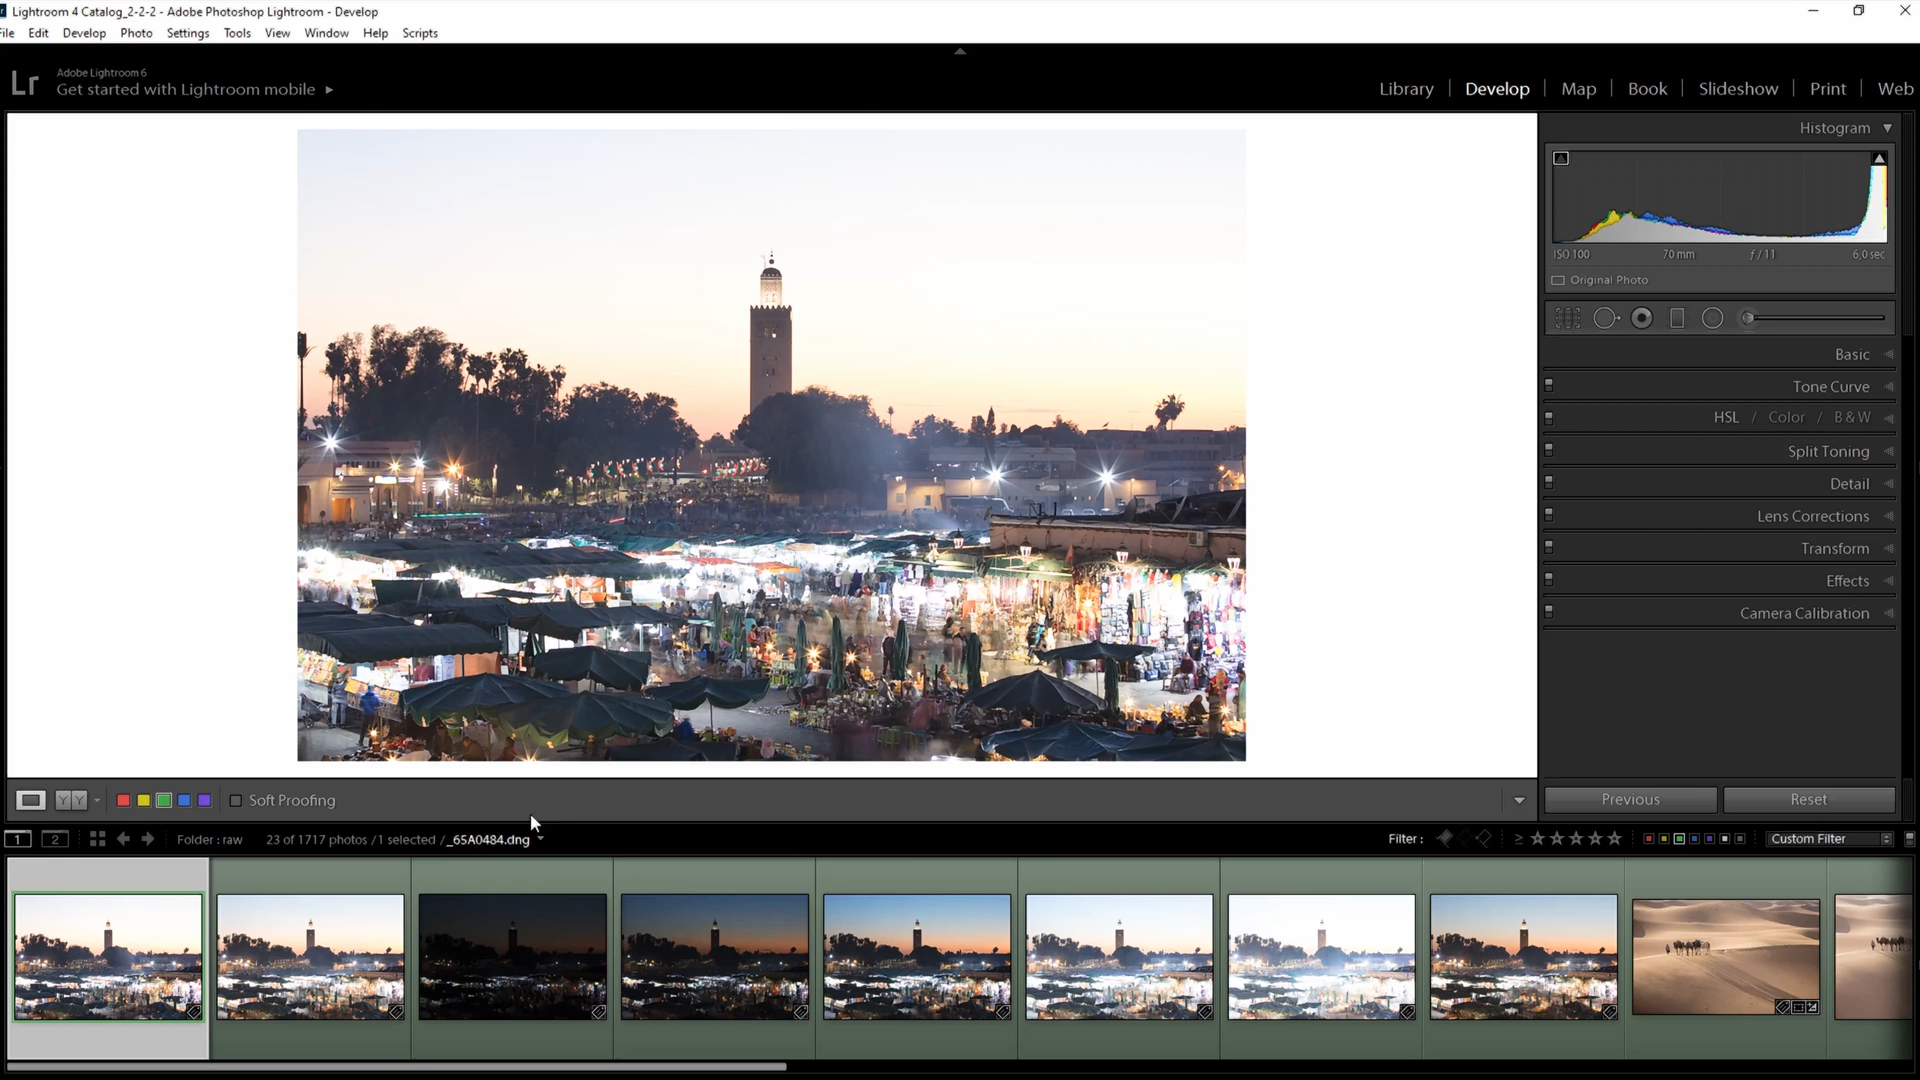 Lightroom 4 Catalog_2-2-2 - Adobe Photoshop Lightroom - Develop
File Edit Develop Photo Settings Tools View Window Help Scripts
Lr
Adobe Lightroom 6
Get started with Lightroom mobile ▶
Library | Develop | Map | Book | Slideshow | Print | Web
Histogram
ISO 100 70 mm ƒ / 11 6,0 sec
Original Photo
Basic
Tone Curve
HSL / Color / B & W
Split Toning
Detail
Lens Corrections
Transform
Effects
Camera Calibration
YY Soft Proofing
Previous Reset
1 2 Folder : raw 23 of 1717 photos / 1 selected / _65A0484.dng
Filter : ≥ Custom Filter